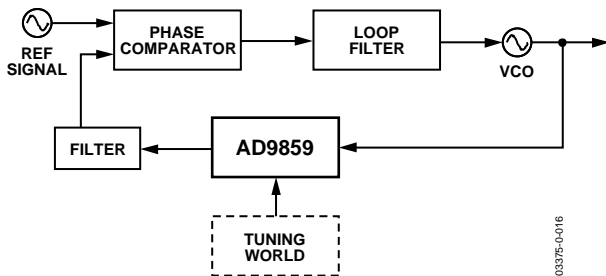 REF
SIGNAL
PHASE
COMPARATOR
LOOP
FILTER
VCO
FILTER
AD9859
TUNING
WORLD
03375-0-016